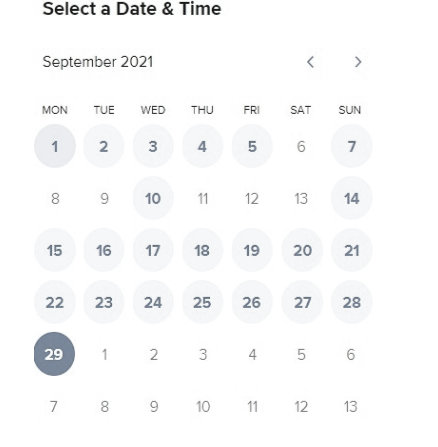 Select a Date & Time
September 2021
MON TUE WED THU FRI SAT SUN
1 2 3 4 5 6 7
8 9 10 11 12 13 14
15 16 17 18 19 20 21
22 23 24 25 26 27 28
29 1 2 3 4 5 6
7 8 9 10 11 12 13